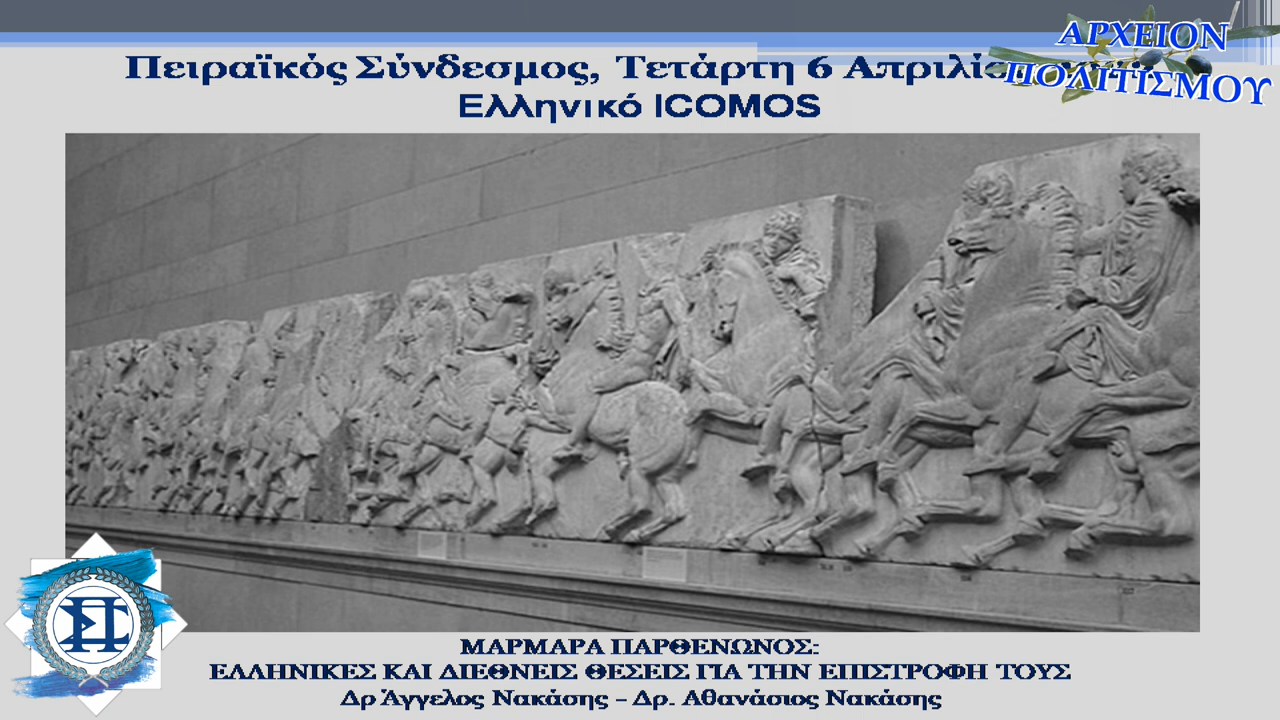 Πειραϊκός Σύνδεσμος, Τετάρτη 6
Ελληνικό ICOMOS
ΑΡΧΕΙΟΝ
ΠΟΛΙΤΙΣΜΟΥ
ΜΑΡΜΑΡΑ ΠΑΡΘΕΝΩΝΟΣ:
ΕΛΛΗΝΙΚΕΣ ΚΑΙ ΔΙΕΘΝΕΙΣ ΘΕΣΕΙΣ ΓΙΑ ΤΗΝ ΕΠΙΣΤΡΟΦΗ ΤΟΥΣ
Δρ Άγγελος Νακάσης – Δρ. Αθανάσιος Νακάσης